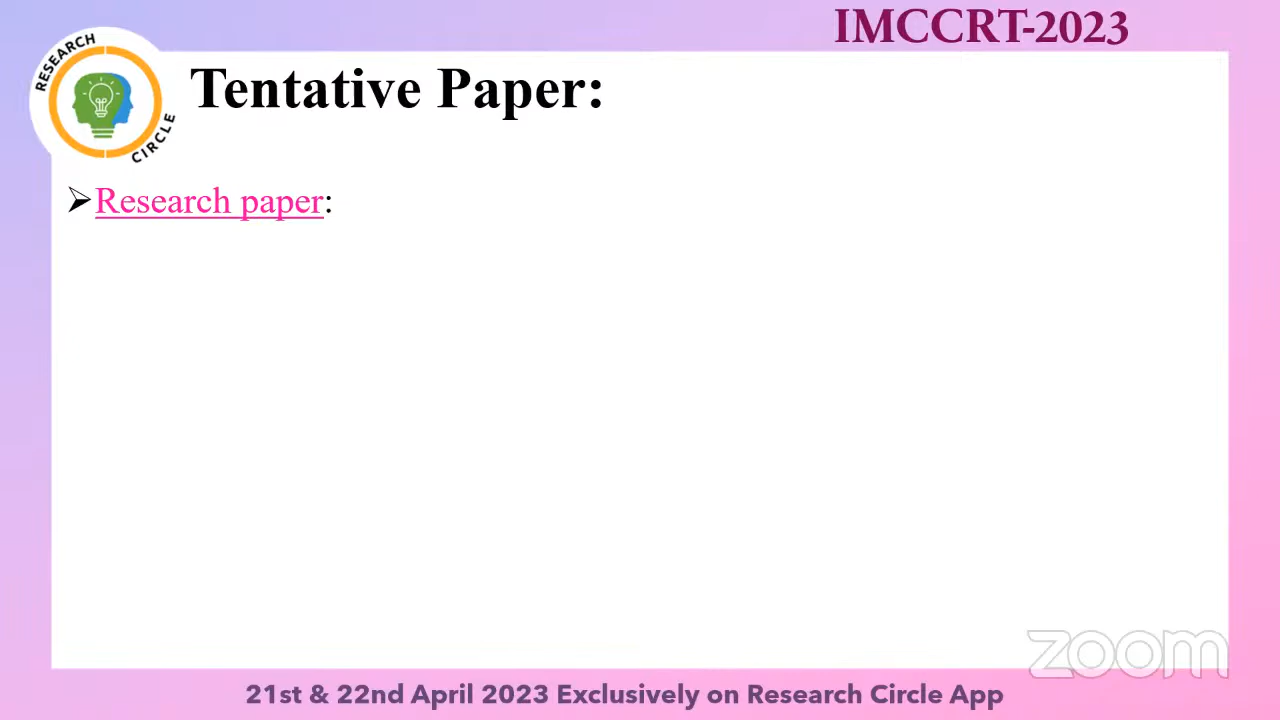 IMCCRT-2023
RESEARCH
CIRCLE
Tentative Paper:
➢Research paper:
zoom
21st & 22nd April 2023 Exclusively on Research Circle App